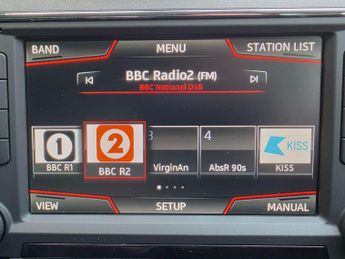 BAND MENU STATION LIST
BBC Radio2 (FM)
BBC National DAB
1 2 3 4 KISS
BBC R1 BBC R2 VirginAn AbsR 90s KISS
VIEW SETUP MANUAL